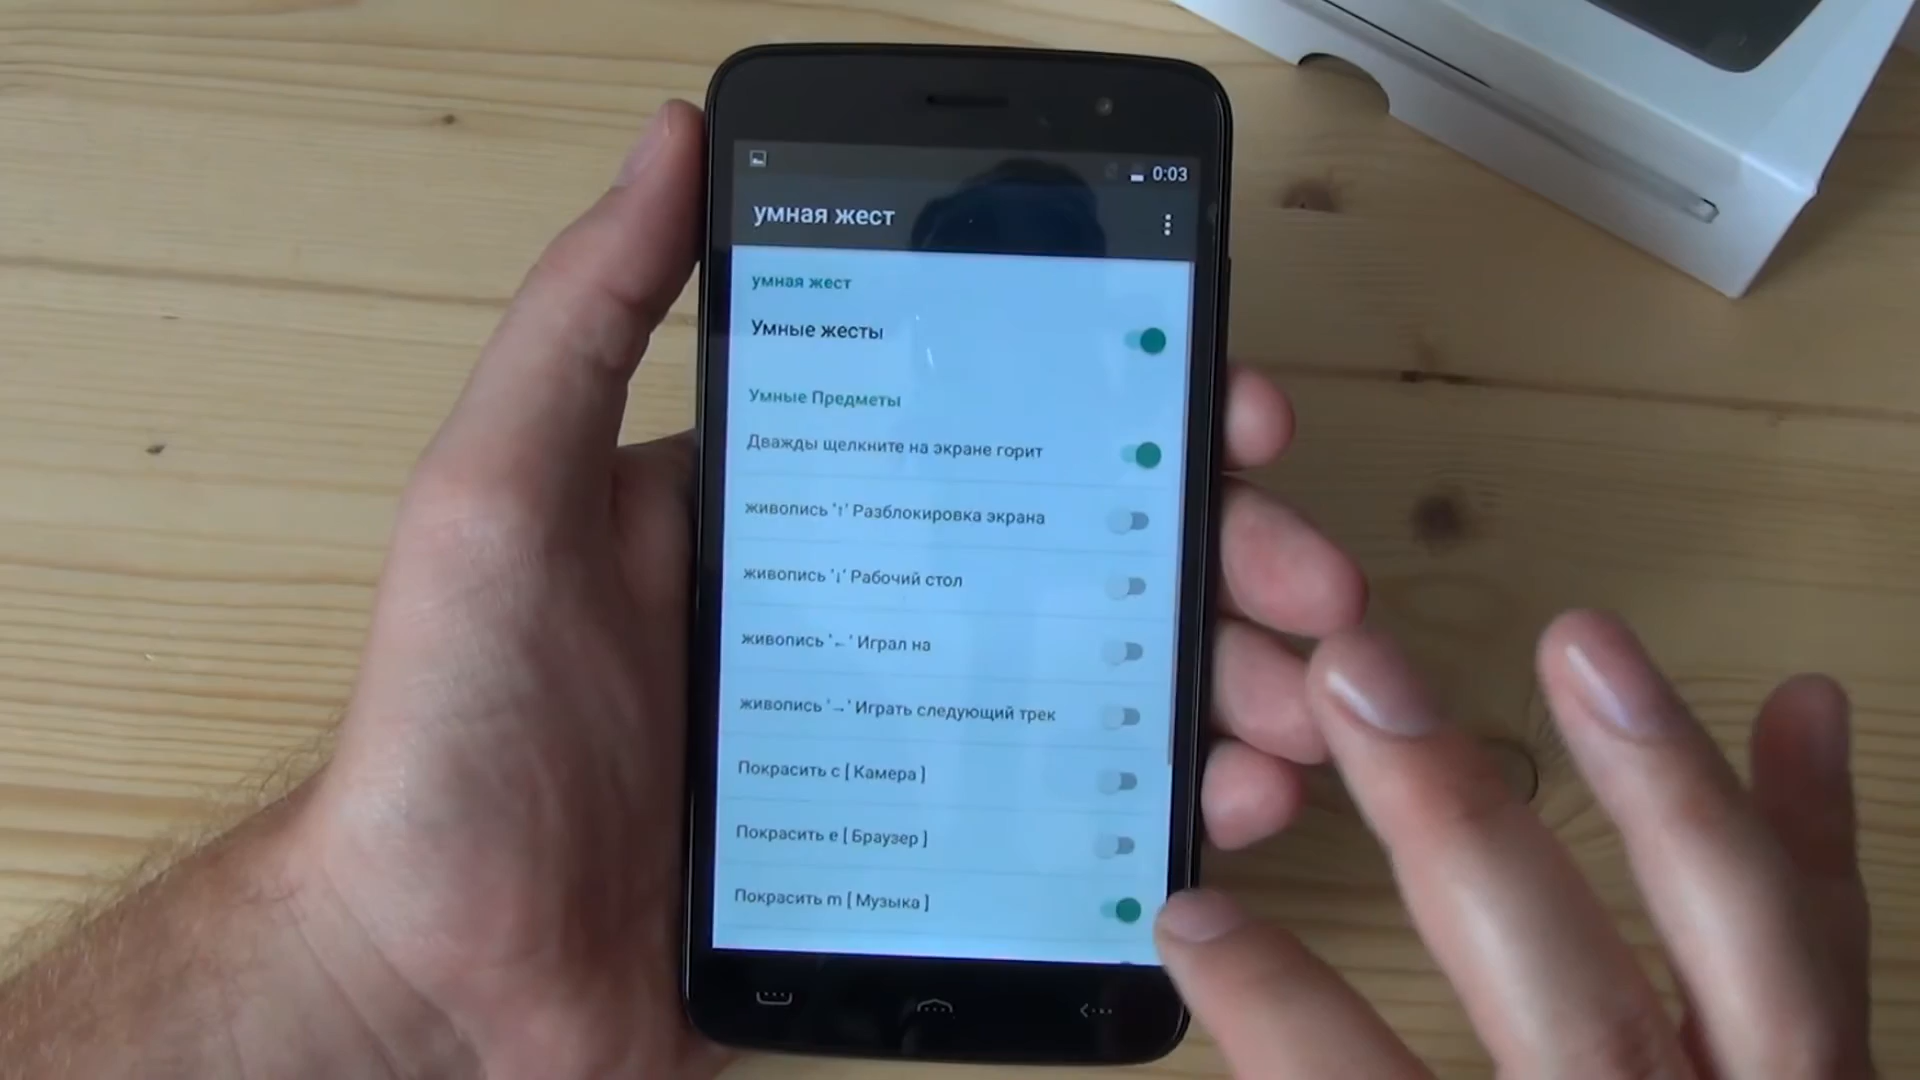 0:03
умная жест
умная жест
Умные жесты
Умные Предметы
Дважды щелкните на экране горит
живопись '↑' Разблокировка экрана
живопись '↓' Рабочий стол
живопись '←' Играл на
живопись '→' Играть следующий трек
Покрасить c [ Камера ]
Покрасить e [ Браузер ]
Покрасить m [ Музыка ]